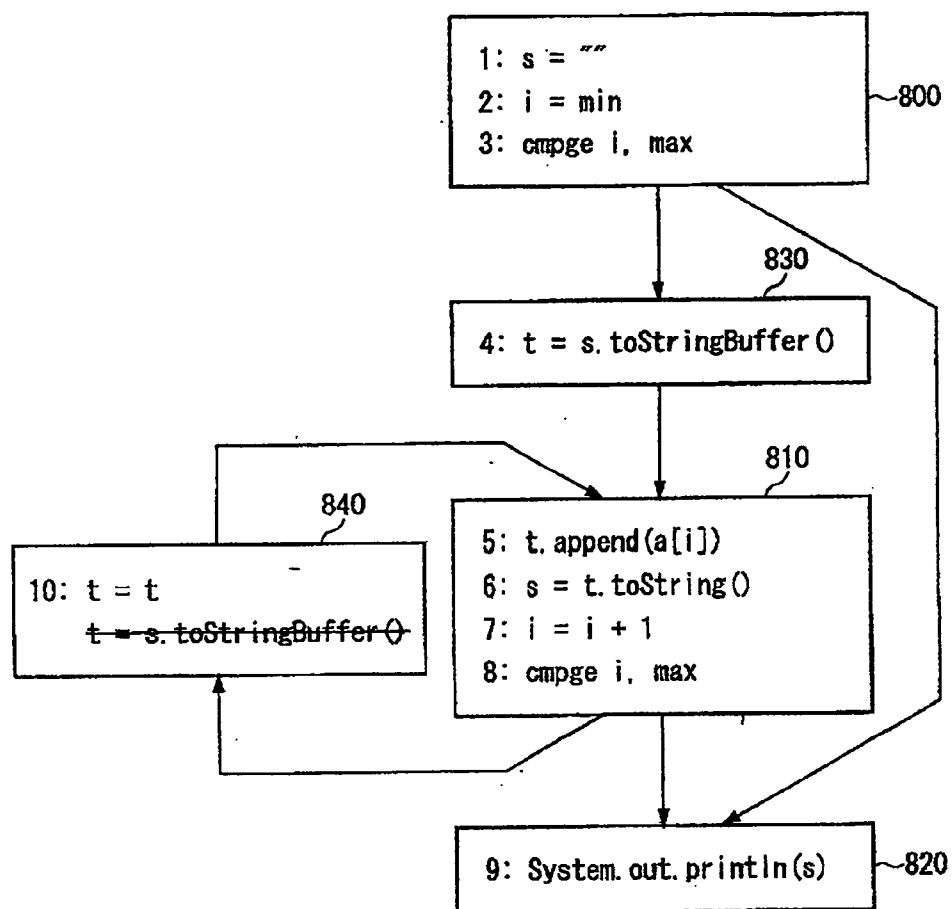 1: s = ""
2: i = min
3: cmpge i, max
800
830
4: t = s.toStringBuffer()
810
5: t.append(a[i])
6: s = t.toString()
7: i = i + 1
8: cmpge i, max
840
10: t = t
t = s.toStringBuffer()
9: System.out.println(s)
820